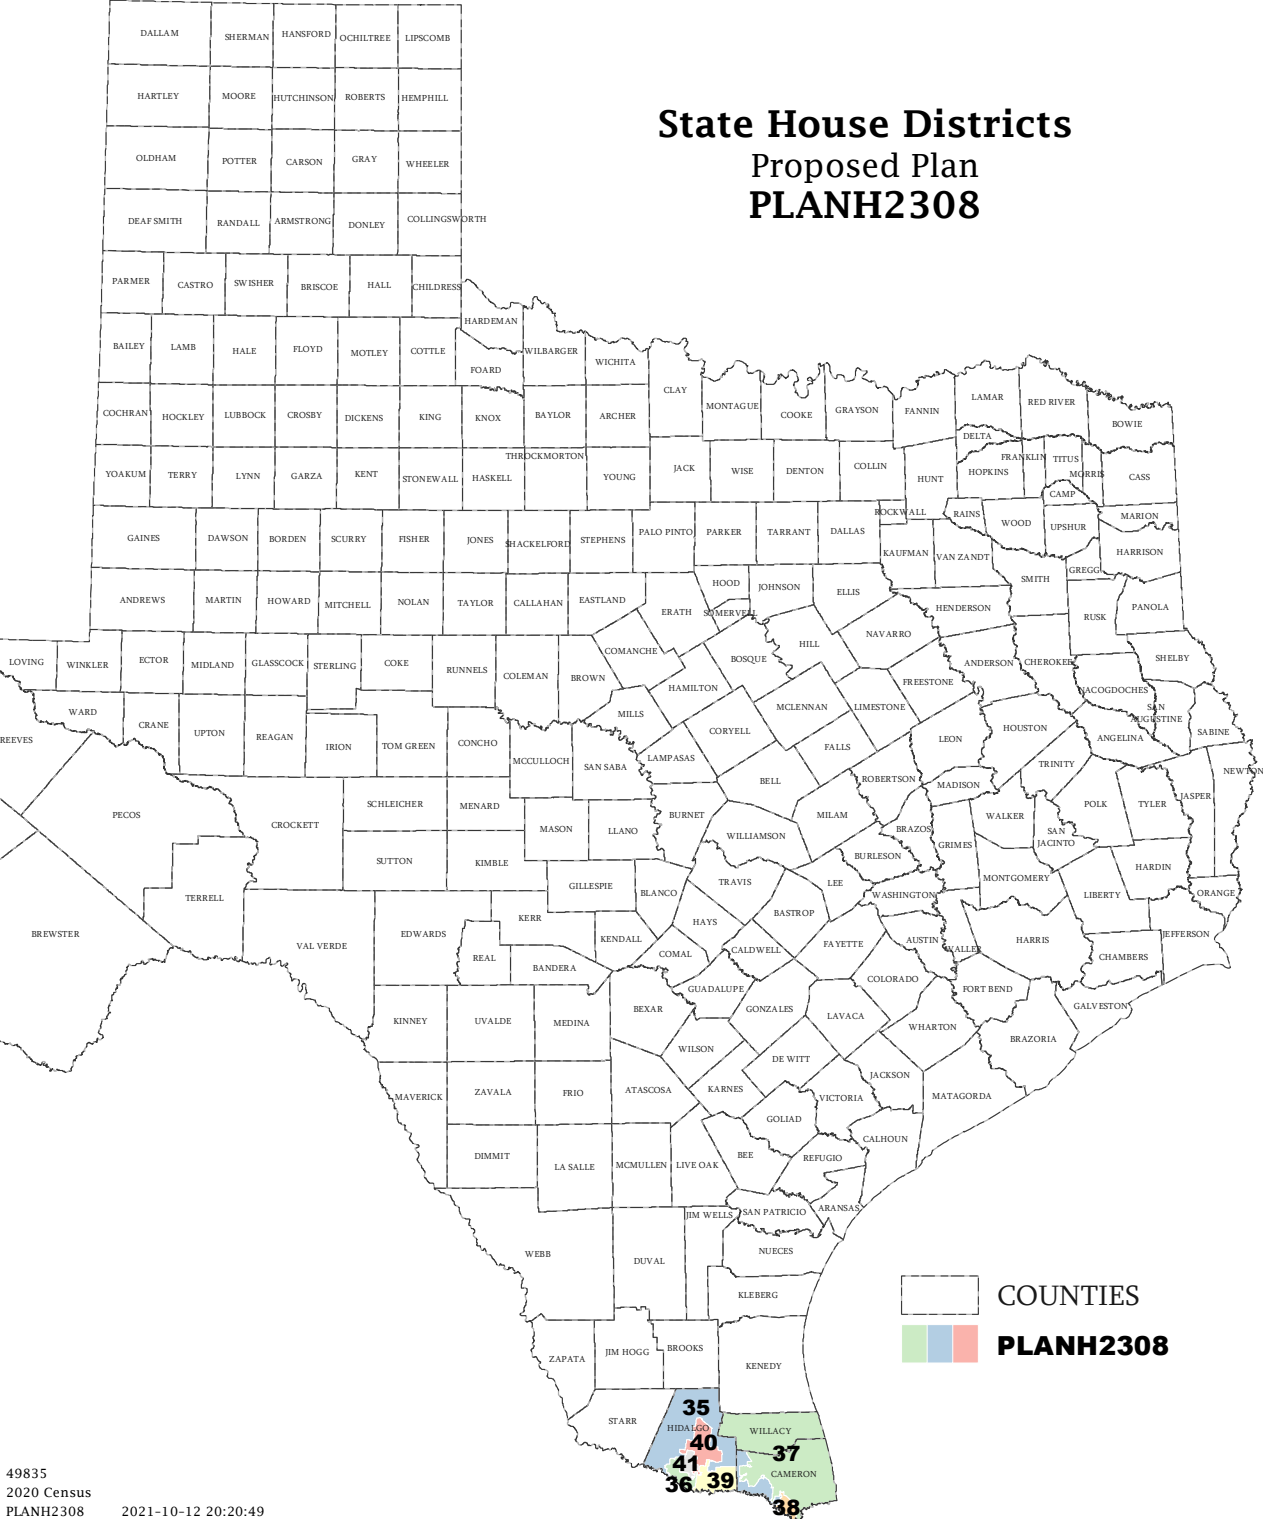 DALLAM
SHERMAN
HANSFORD
OCHILTREE
LIPSCOMB
HARTLEY
MOORE
HUTCHINSON
ROBERTS
HEMPHILL
State House Districts
Proposed Plan
PLANH2308
OLDHAM
POTTER
CARSON
GRAY
WHEELER
DEAF SMITH
RANDALL
ARMSTRONG
DONLEY
COLLINGSWORTH
PARMER
CASTRO
SWISHER
BRISCOE
HALL
CHILDRESS
HARDEMAN
BAILEY
LAMB
HALE
FLOYD
MOTLEY
COTTLE
FOARD
WILBARGER
WICHITA
CLAY
MONTAGUE
COOKE
GRAYSON
FANNIN
LAMAR
RED RIVER
BOWIE
COCHRAN
HOCKLEY
LUBBOCK
CROSBY
DICKENS
KING
KNOX
BAYLOR
ARCHER
DELTA
YOAKUM
TERRY
LYNN
GARZA
KENT
STONEWALL
HASKELL
THROCKMORTON
YOUNG
JACK
WISE
DENTON
COLLIN
HUNT
HOPKINS
FRANKLIN
TITUS
MORRIS
CASS
CAMP
GAINES
DAWSON
BORDEN
SCURRY
FISHER
JONES
SHACKELFORD
STEPHENS
PALO PINTO
PARKER
TARRANT
DALLAS
ROCKWALL
RAINS
WOOD
UPSHUR
MARION
KAUFMAN
VAN ZANDT
HARRISON
GREGG
SMITH
ANDREWS
MARTIN
HOWARD
MITCHELL
NOLAN
TAYLOR
CALLAHAN
EASTLAND
ERATH
HOOD
SOMERVELL
JOHNSON
ELLIS
HENDERSON
RUSK
PANOLA
LOVING
WINKLER
ECTOR
MIDLAND
GLASSCOCK
STERLING
COKE
RUNNELS
COLEMAN
BROWN
COMANCHE
BOSQUE
HILL
NAVARRO
ANDERSON
CHEROKEE
SHELBY
HAMILTON
FREESTONE
NACOGDOCHES
SAN
AUGUSTINE
REEVES
WARD
CRANE
UPTON
REAGAN
IRION
TOM GREEN
CONCHO
MILLS
MCLENNAN
LIMESTONE
CORYELL
FALLS
LEON
HOUSTON
ANGELINA
SABINE
MCCULLOCH
SAN SABA
LAMPASAS
BELL
ROBERTSON
MADISON
TRINITY
NEWTON
PECOS
CROCKETT
SCHLEICHER
MENARD
MASON
LLANO
BURNET
WILLIAMSON
MILAM
BRAZOS
GRIMES
WALKER
SAN
JACINTO
POLK
TYLER
JASPER
SUTTON
KIMBLE
BURLESON
HARDIN
TERRELL
GILLESPIE
BLANCO
TRAVIS
LEE
WASHINGTON
MONTGOMERY
LIBERTY
ORANGE
BREWSTER
VAL VERDE
EDWARDS
KERR
REAL
BANDERA
KENDALL
HAYS
COMAL
CALDWELL
BASTROP
FAYETTE
AUSTIN
WALLER
HARRIS
CHAMBERS
JEFFERSON
KINNEY
UVALDE
MEDINA
BEXAR
GUADALUPE
GONZALES
LAVACA
COLORADO
WHARTON
FORT BEND
BRAZORIA
GALVESTON
MAVERICK
ZAVALA
FRIO
ATASCOSA
WILSON
KARNES
DE WITT
VICTORIA
JACKSON
MATAGORDA
GOLIAD
CALHOUN
DIMMIT
LA SALLE
MCMULLEN
LIVE OAK
BEE
REFUGIO
ARANSAS
SAN PATRICIO
JIM WELLS
WEBB
DUVAL
NUECES
KLEBERG
COUNTIES
PLANH2308
ZAPATA
JIM HOGG
BROOKS
KENEDY
STARR
35
HIDALGO
40
41
36
39
WILLACY
37
CAMERON
38
49835
2020 Census
PLANH2308 2021-10-12 20:20:49